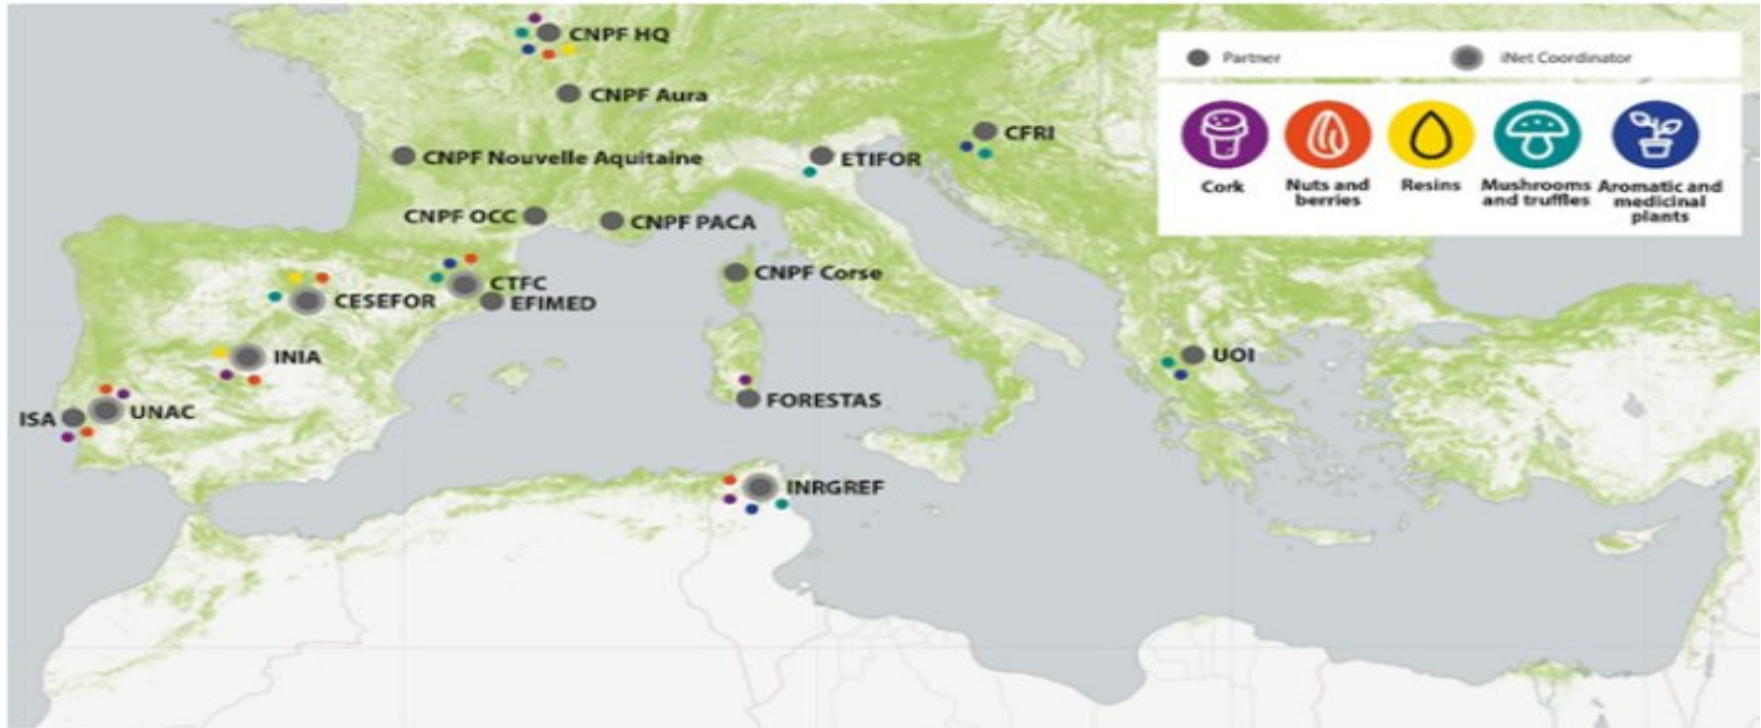 CNPF HQ
CNPF Aura
CNPF Nouvelle Aquitaine
CFRI
ETIFOR
CNPF OCC
CNPF PACA
CNPF Corse
CTFC
EFIMED
CESEFOR
INIA
UOI
FORESTAS
ISA
UNAC
INRGREF
Partner
iNet Coordinator
Cork
Nuts and
berries
Resins
Mushrooms
and truffles
Aromatic and
medicinal
plants